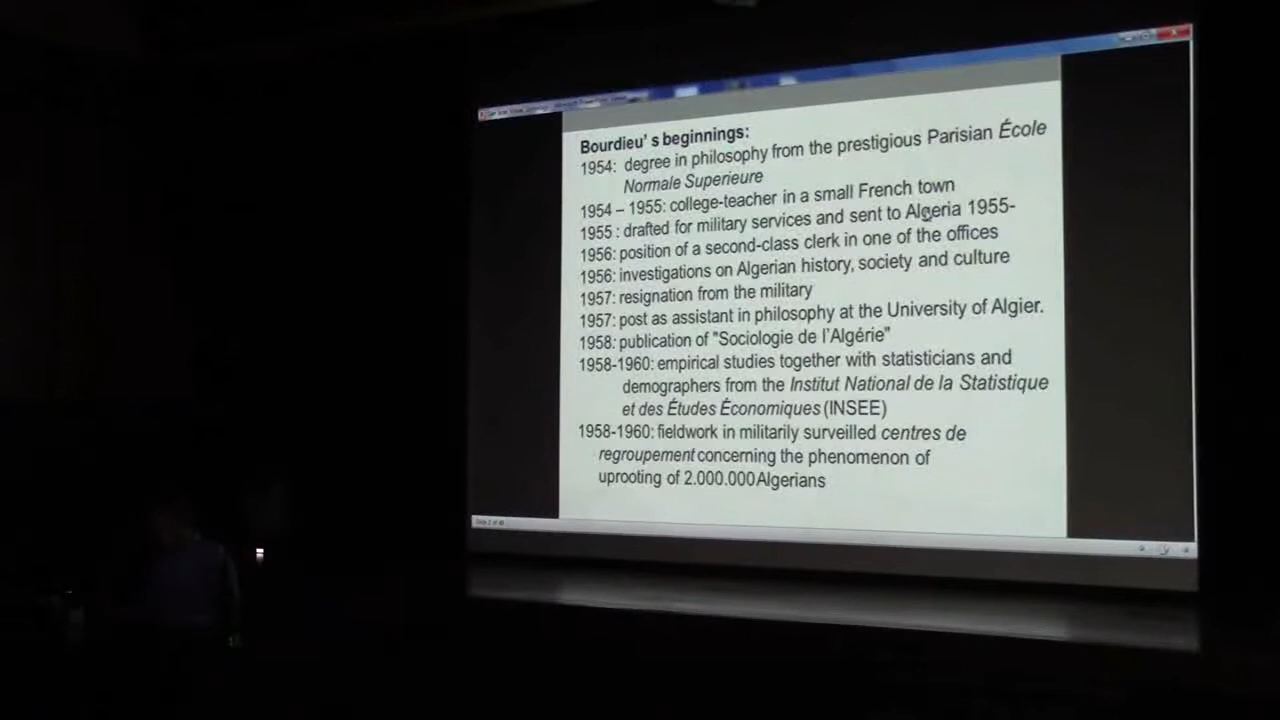 Bourdieu' s beginnings:
1954: degree in philosophy from the prestigious Parisian École
Normale Superieure
1954 – 1955: college-teacher in a small French town
1955 : drafted for military services and sent to Algeria 1955-
1956: position of a second-class clerk in one of the offices
1956: investigations on Algerian history, society and culture
1957: resignation from the military
1957: post as assistant in philosophy at the University of Algier.
1958: publication of "Sociologie de l'Algérie"
1958-1960: empirical studies together with statisticians and
demographers from the Institut National de la Statistique
et des Études Économiques (INSEE)
1958-1960: fieldwork in militarily surveilled centres de
regroupement concerning the phenomenon of
uprooting of 2.000.000 Algerians